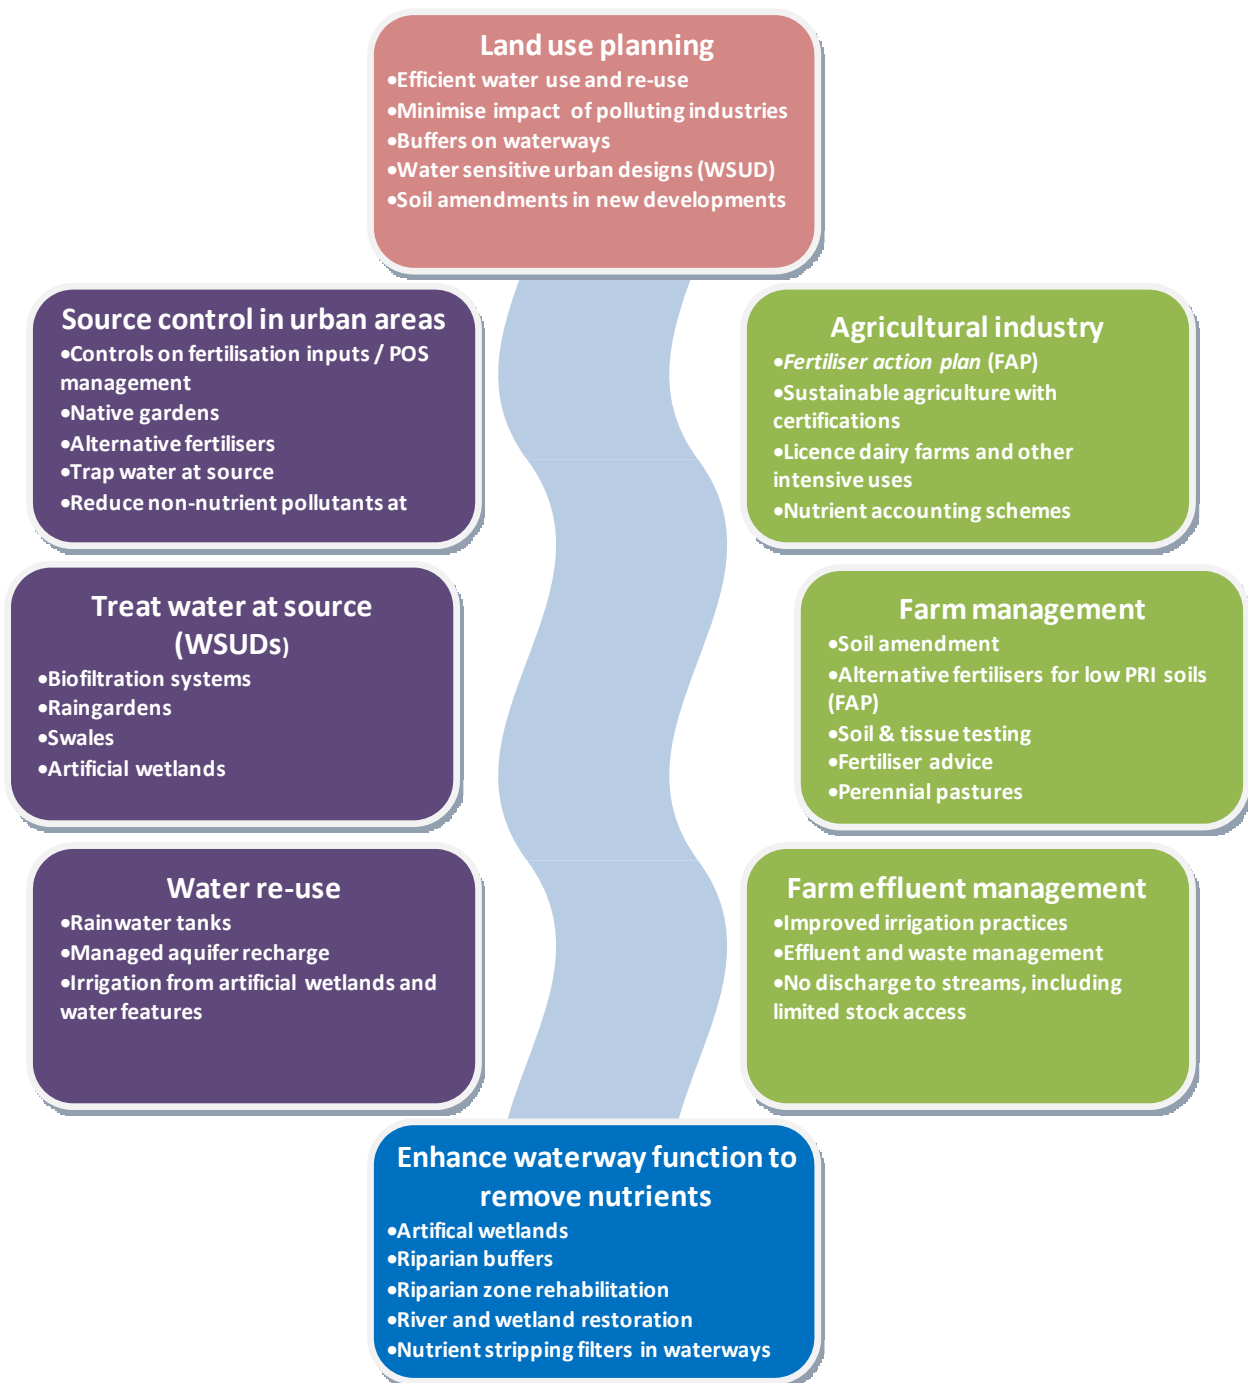 Land use planning
•Efficient water use and re-use
•Minimise impact of polluting industries
•Buffers on waterways
•Water sensitive urban designs (WSUD)
•Soil amendments in new developments
Source control in urban areas
•Controls on fertilisation inputs / POS
management
•Native gardens
•Alternative fertilisers
•Trap water at source
•Reduce non-nutrient pollutants at
Agricultural industry
•Fertiliser action plan (FAP)
•Sustainable agriculture with
certifications
•Licence dairy farms and other
intensive uses
•Nutrient accounting schemes
Treat water at source
(WSUDs)
•Biofiltration systems
•Raingardens
•Swales
•Artificial wetlands
Farm management
•Soil amendment
•Alternative fertilisers for low PRI soils
(FAP)
•Soil & tissue testing
•Fertiliser advice
•Perennial pastures
Water re-use
•Rainwater tanks
•Managed aquifer recharge
•Irrigation from artificial wetlands and
water features
Farm effluent management
•Improved irrigation practices
•Effluent and waste management
•No discharge to streams, including
limited stock access
Enhance waterway function to
remove nutrients
•Artifical wetlands
•Riparian buffers
•Riparian zone rehabilitation
•River and wetland restoration
•Nutrient stripping filters in waterways